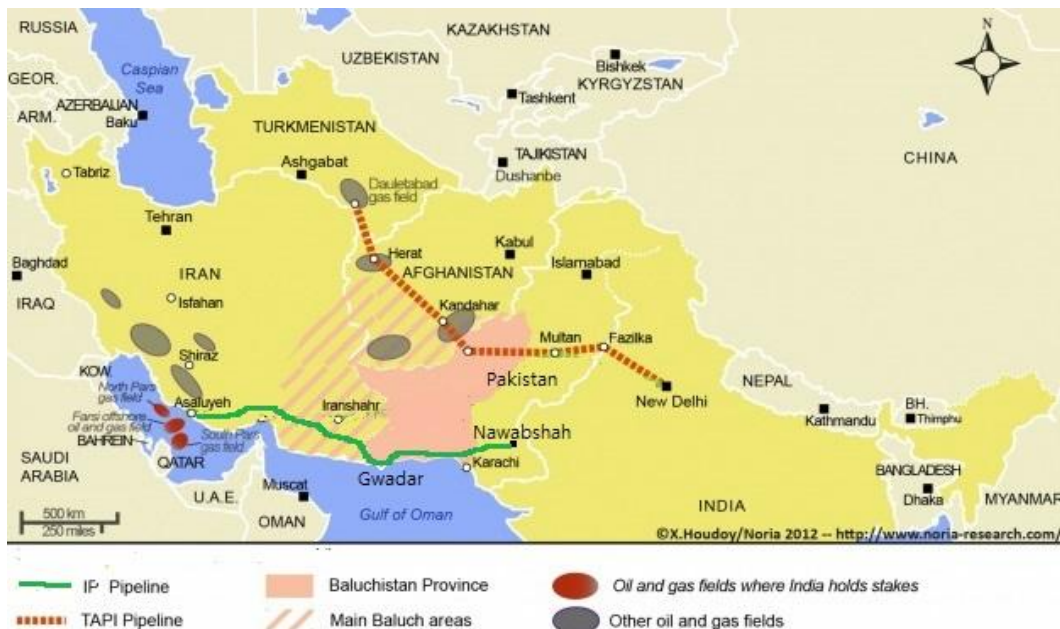 RUSSIA
KAZAKHSTAN
UZBEKISTAN
Bishkek
KYRGYZSTAN
N
Caspian
Sea
GEOR.
AZERBAIJAN
Baku
ARM.
Tashkent
TURKMENISTAN
TAJIKISTAN
Dushanbe
CHINA
Ashgabat
Tabriz
Dauletabad
gas field
Tehran
Herat
Kabul
Islamabad
Baghdad
IRAN
AFGHANISTAN
IRAQ
Isfahan
Kandahar
Multan
Fazilka
Shiraz
KOW.
North Pars
gas field
Pakistan
New Delhi
NEPAL
Kathmandu
BH.
Thimphu
Asaluyeh
Iranshahr
Farsi offshore
oil and gas field
BAHREIN
South Pars
gas field
Nawabshah
SAUDI
ARABIA
QATAR
Karachi
Gwadar
BANGLADESH
Dhaka
MYANMAR
U.A.E.
Muscat
OMAN
Gulf of Oman
INDIA
500 km
250 miles
©X.Houdoy/Noria 2012 -- http://www.noria-research.com/
IP Pipeline
Baluchistan Province
Oil and gas fields where India holds stakes
TAPI Pipeline
Main Baluch areas
Other oil and gas fields